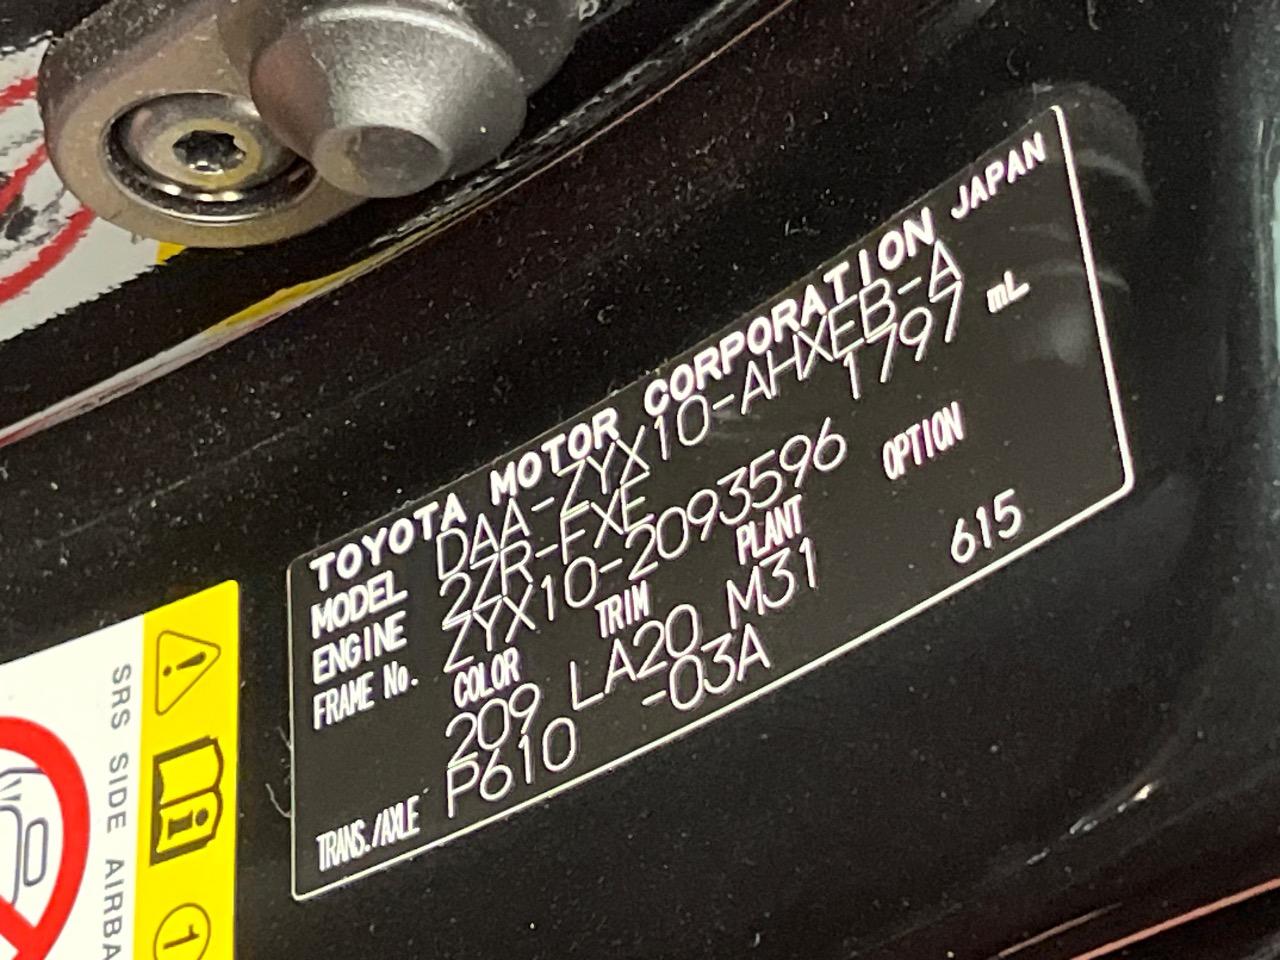 TOYOTA MOTOR CORPORATION JAPAN
MODEL DAA-ZYX10-AHXEB-A
ENGINE 2ZR-FXE 1797 mL
FRAME No. ZYX10-2093596
COLOR TRIM PLANT OPTION
209 LA20 M31 615
TRANS./AXLE P610 -03A
SRS SIDE AIRBA
1